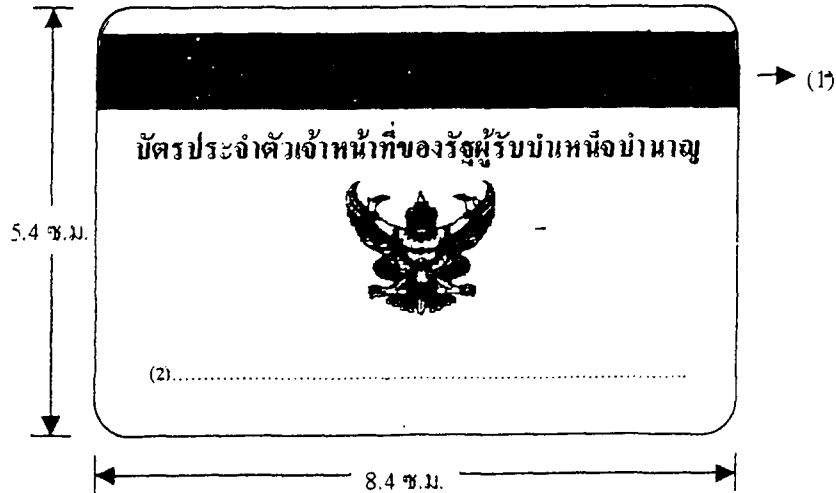 (1)
บัตรประจำตัวเจ้าหน้าที่ของรัฐผู้รับบำเหน็จบำนาญ
5.4 ซ.ม.
(2)
8.4 ซ.ม.